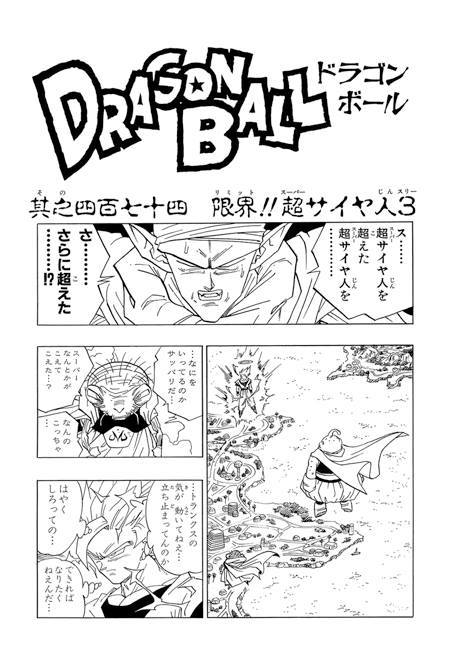 DRAGON BALL
ドラゴン
ボール
其之四百七十四　限界!!超サイヤ人3
ス……
超サイヤ人を
超えた
超サイヤ人を
…………
さ……
…………
さらに超えた
…………!?
…なにを
いってるのか
サッパリだ…
スーパー
なんとかが
こえて
こえた…？
なんの
こっちゃ
…トランクスの
気が動いてねえ…
立ち止まってんのか
はやく
しろっての…
できれば
なりたく
ねえんだ…